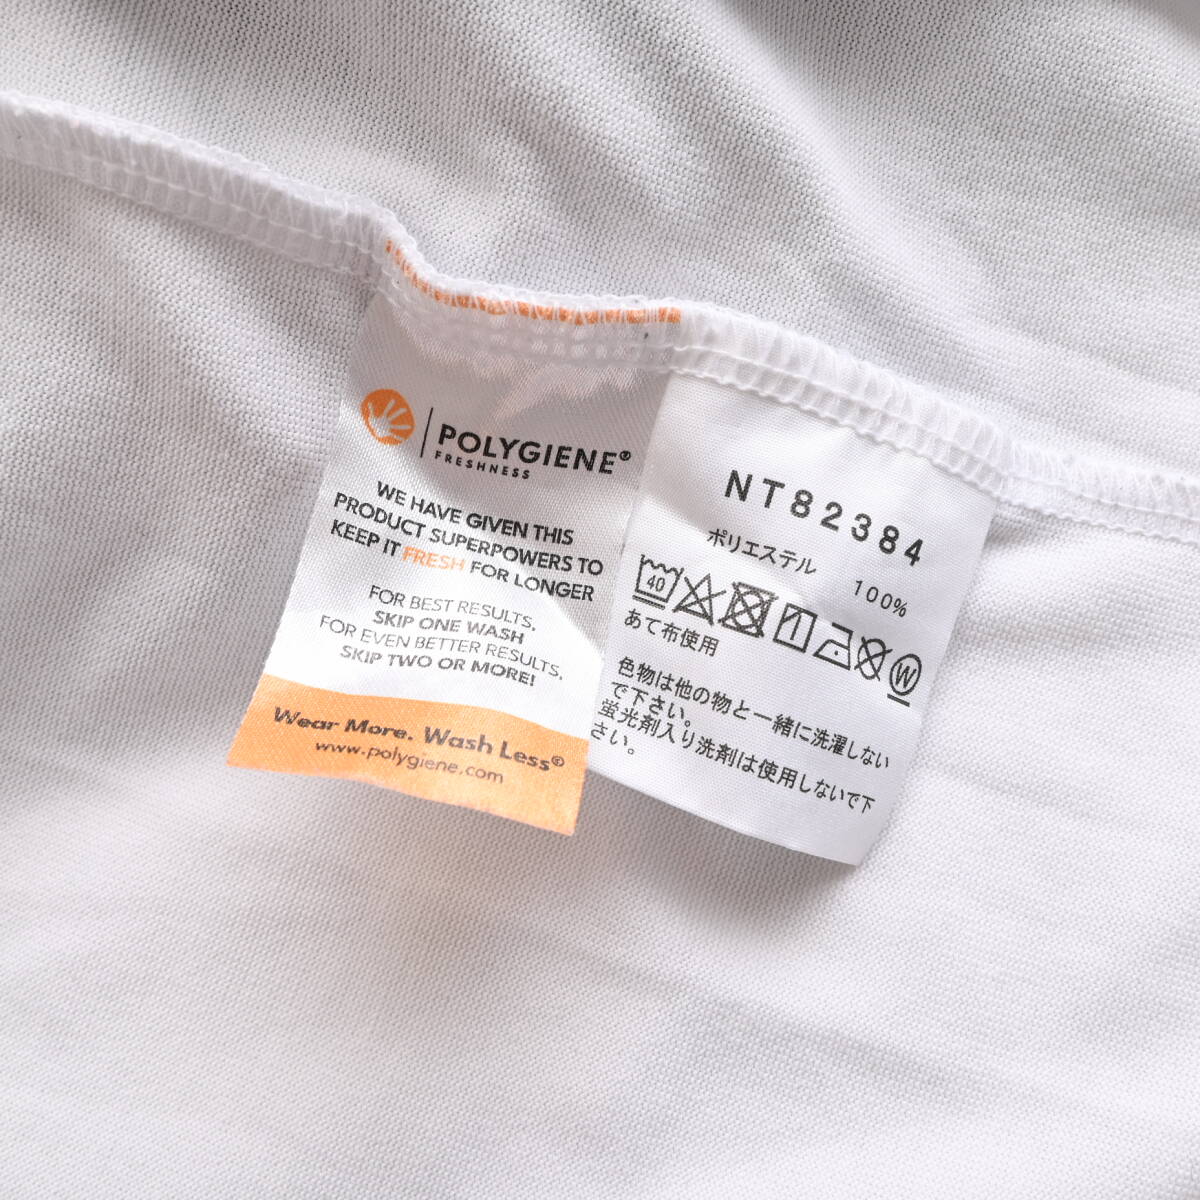 POLYGIENE®
FRESHNESS
WE HAVE GIVEN THIS
PRODUCT SUPERPOWERS TO
KEEP IT FRESH FOR LONGER
FOR BEST RESULTS,
SKIP ONE WASH
FOR EVEN BETTER RESULTS,
SKIP TWO OR MORE!
Wear More. Wash Less®
www.polygiene.com
NT82384
ポリエステル 100%
40
W
あて布使用
色物は他の物と一緒に洗濯しない
で下さい。
蛍光剤入り洗剤は使用しないで下
さい。